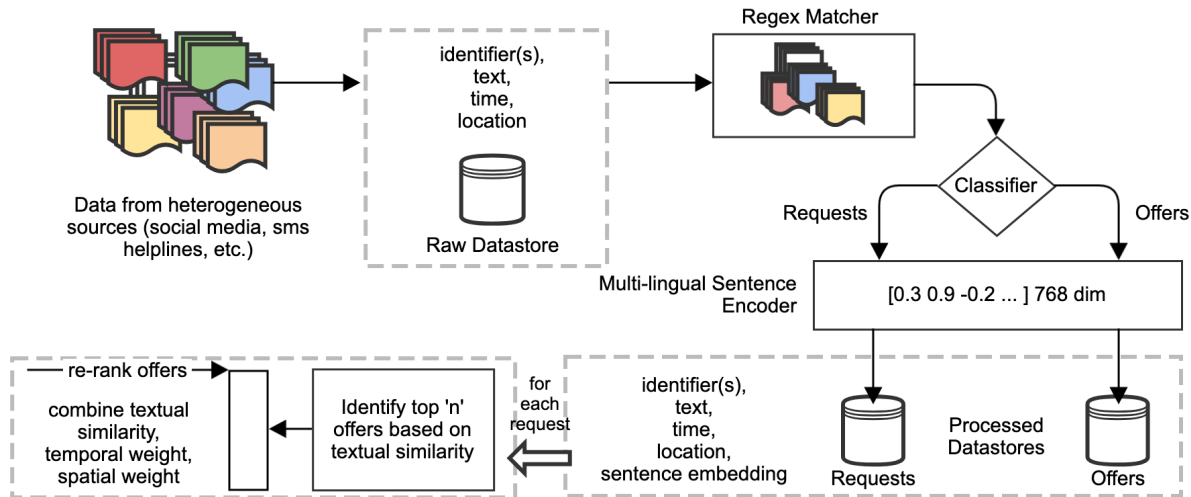 Data from heterogeneous
sources (social media, sms
helplines, etc.)
identifier(s),
text,
time,
location
Raw Datastore
Regex Matcher
Classifier
Requests
Offers
Multi-lingual Sentence
Encoder
[0.3 0.9 -0.2 ... ] 768 dim
Requests
Offers
Processed
Datastores
identifier(s),
text,
time,
location,
sentence embedding
for
each
request
Identify top 'n'
offers based on
textual similarity
re-rank offers
combine textual
similarity,
temporal weight,
spatial weight